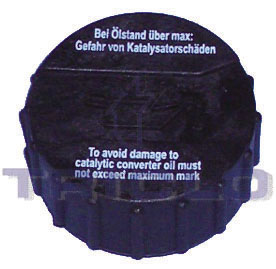 Bei Ölstand über max:
Gefahr von Katalysatorschäden
To avoid damage to
catalytic converter oil must
not exceed maximum mark